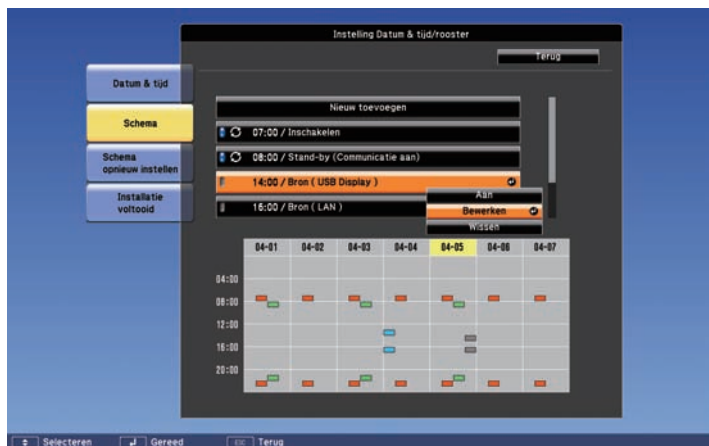 Instelling Datum & tijd/rooster
Terug
Datum & tijd
Schema
Schema
opnieuw instellen
Installatie
voltooid
Nieuw toevoegen
07:00 / Inschakelen
08:00 / Stand-by (Communicatie aan)
14:00 / Bron ( USB Display )
16:00 / Bron ( LAN )
Aan
Bewerken
Wissen
04-01 04-02 04-03 04-04 04-05 04-06 04-07
04:00
08:00
12:00
16:00
20:00
Selecteren Gereed Esc Terug